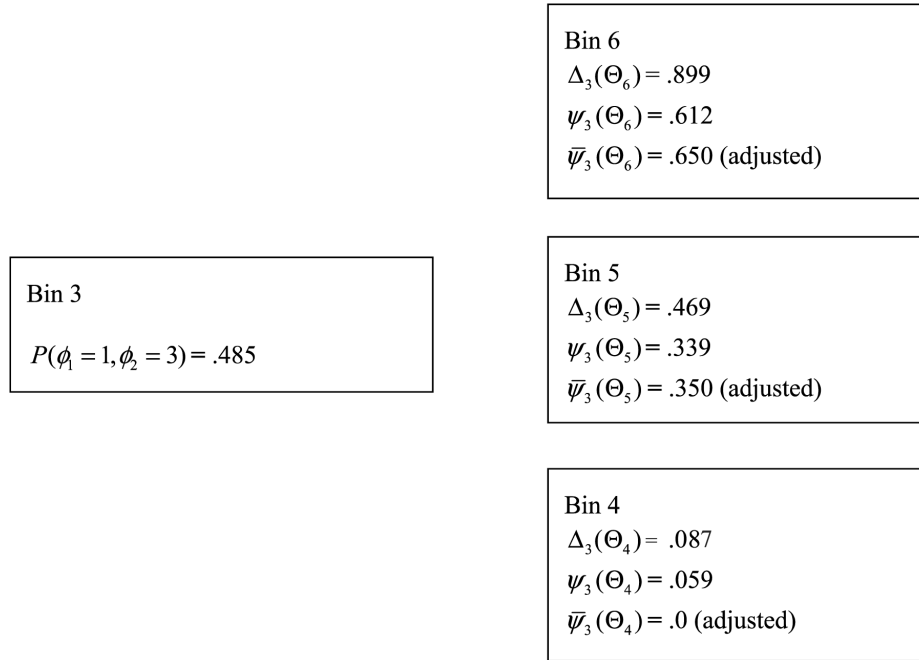 Bin 6
Δ₃(Θ₆) = .899
ψ₃(Θ₆) = .612
ψ̅₃(Θ₆) = .650 (adjusted)
Bin 3
P(ϕ₁ = 1, ϕ₂ = 3) = .485
Bin 5
Δ₃(Θ₅) = .469
ψ₃(Θ₅) = .339
ψ̅₃(Θ₅) = .350 (adjusted)
Bin 4
Δ₃(Θ₄) = .087
ψ₃(Θ₄) = .059
ψ̅₃(Θ₄) = .0 (adjusted)